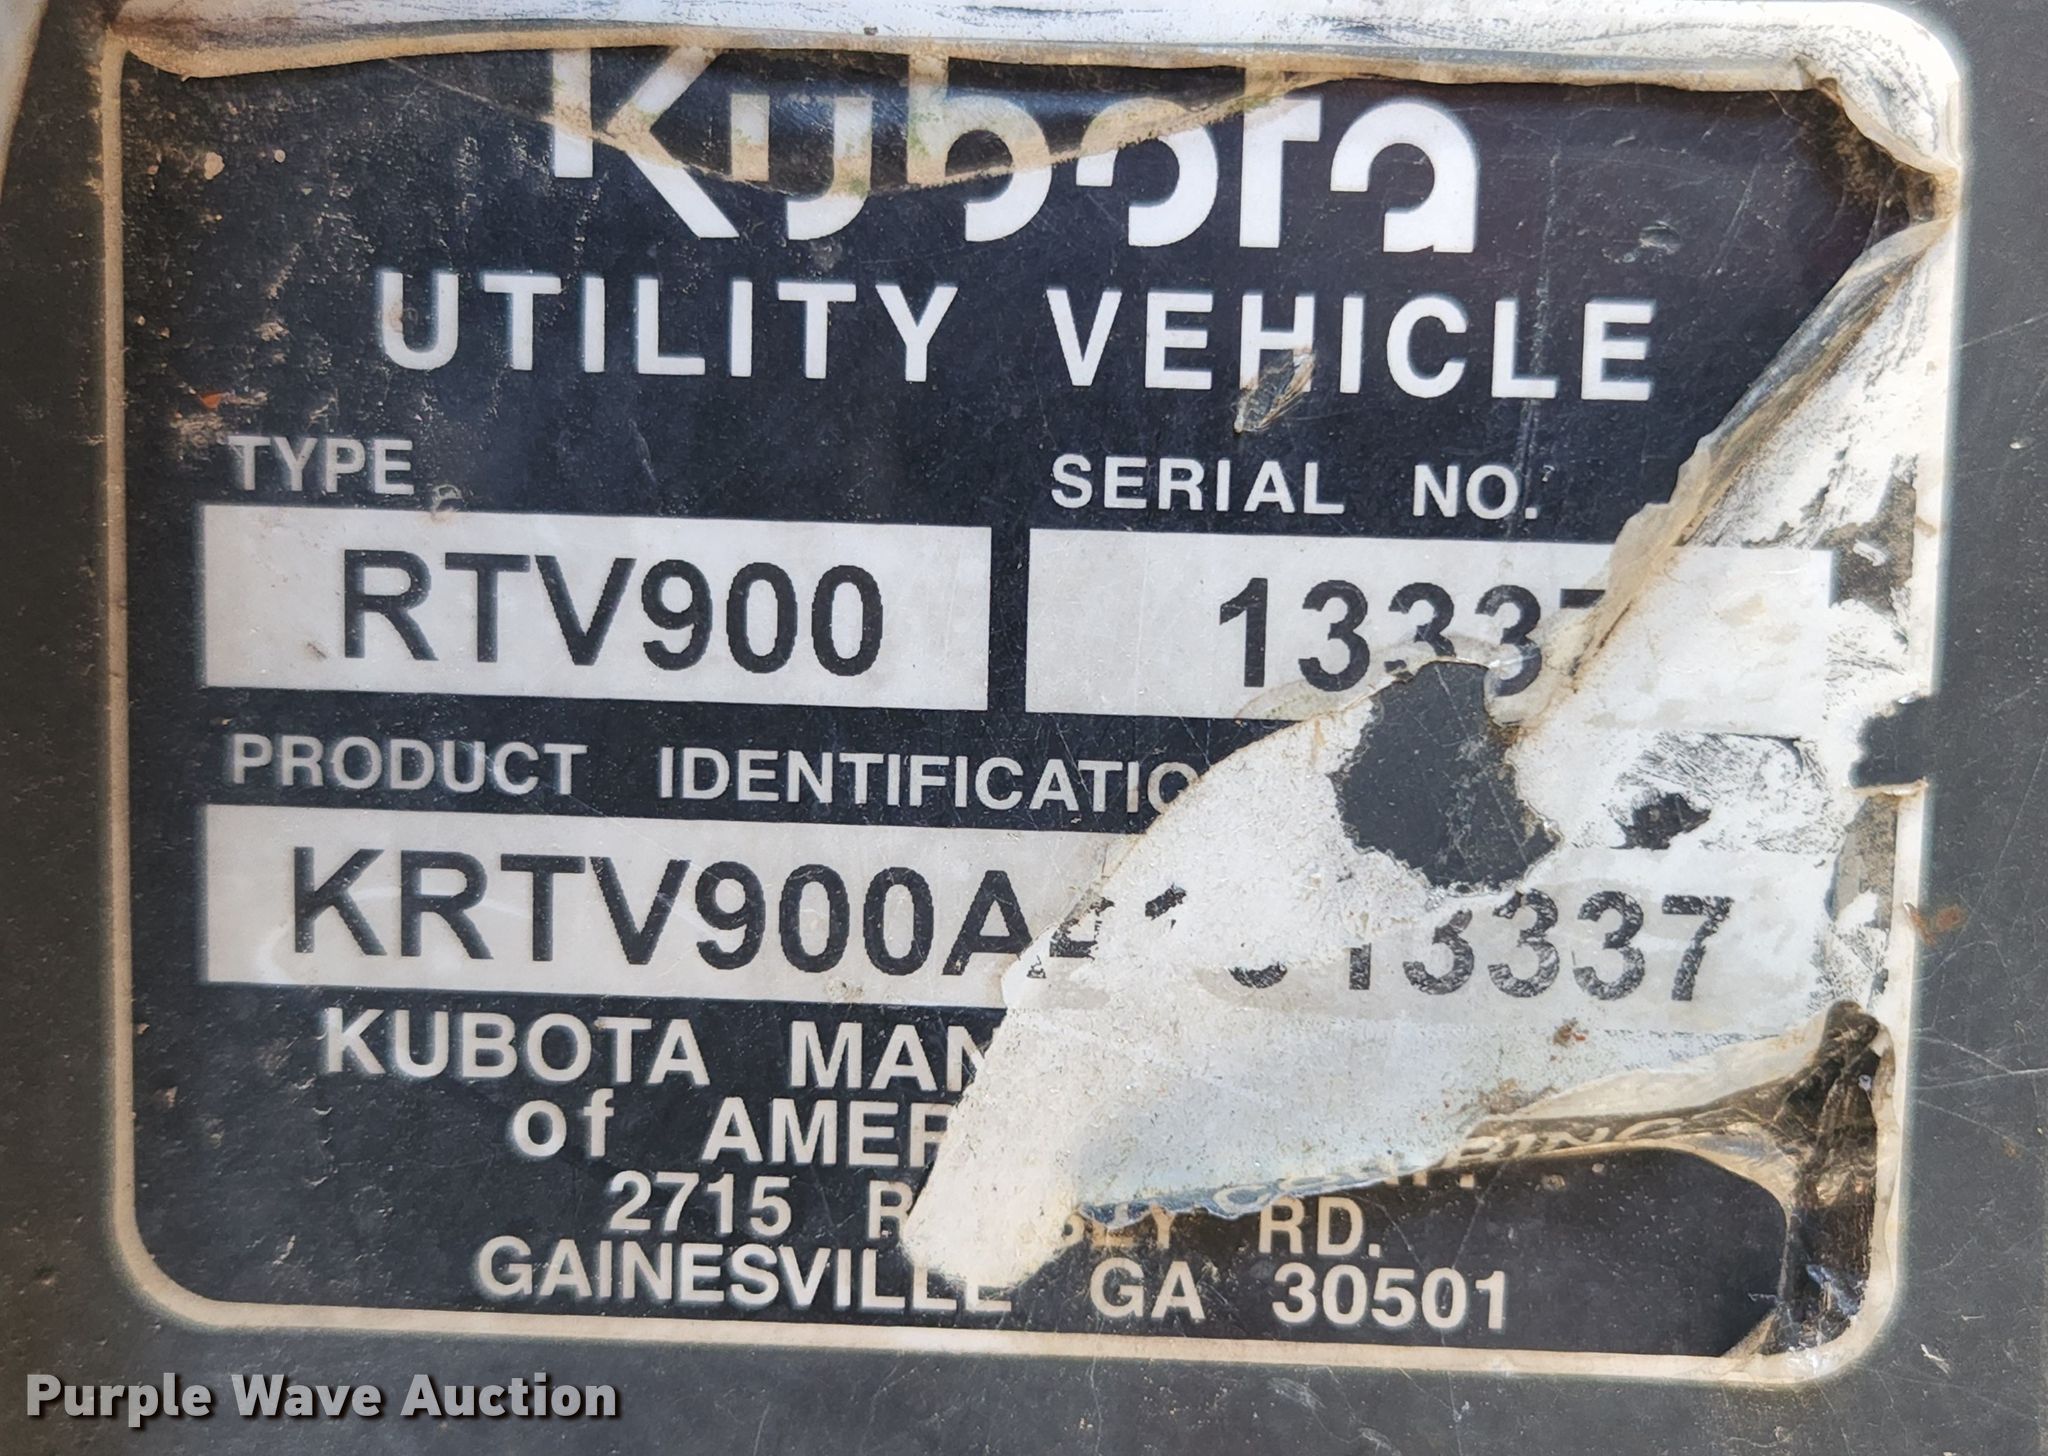 Kubota
UTILITY VEHICLE
TYPE SERIAL NO.
RTV900 13337
PRODUCT IDENTIFICATIO
KRTV900A 13337
KUBOTA MAN
of AMER
2715 RD.
GAINESVILLE GA 30501
Purple Wave Auction